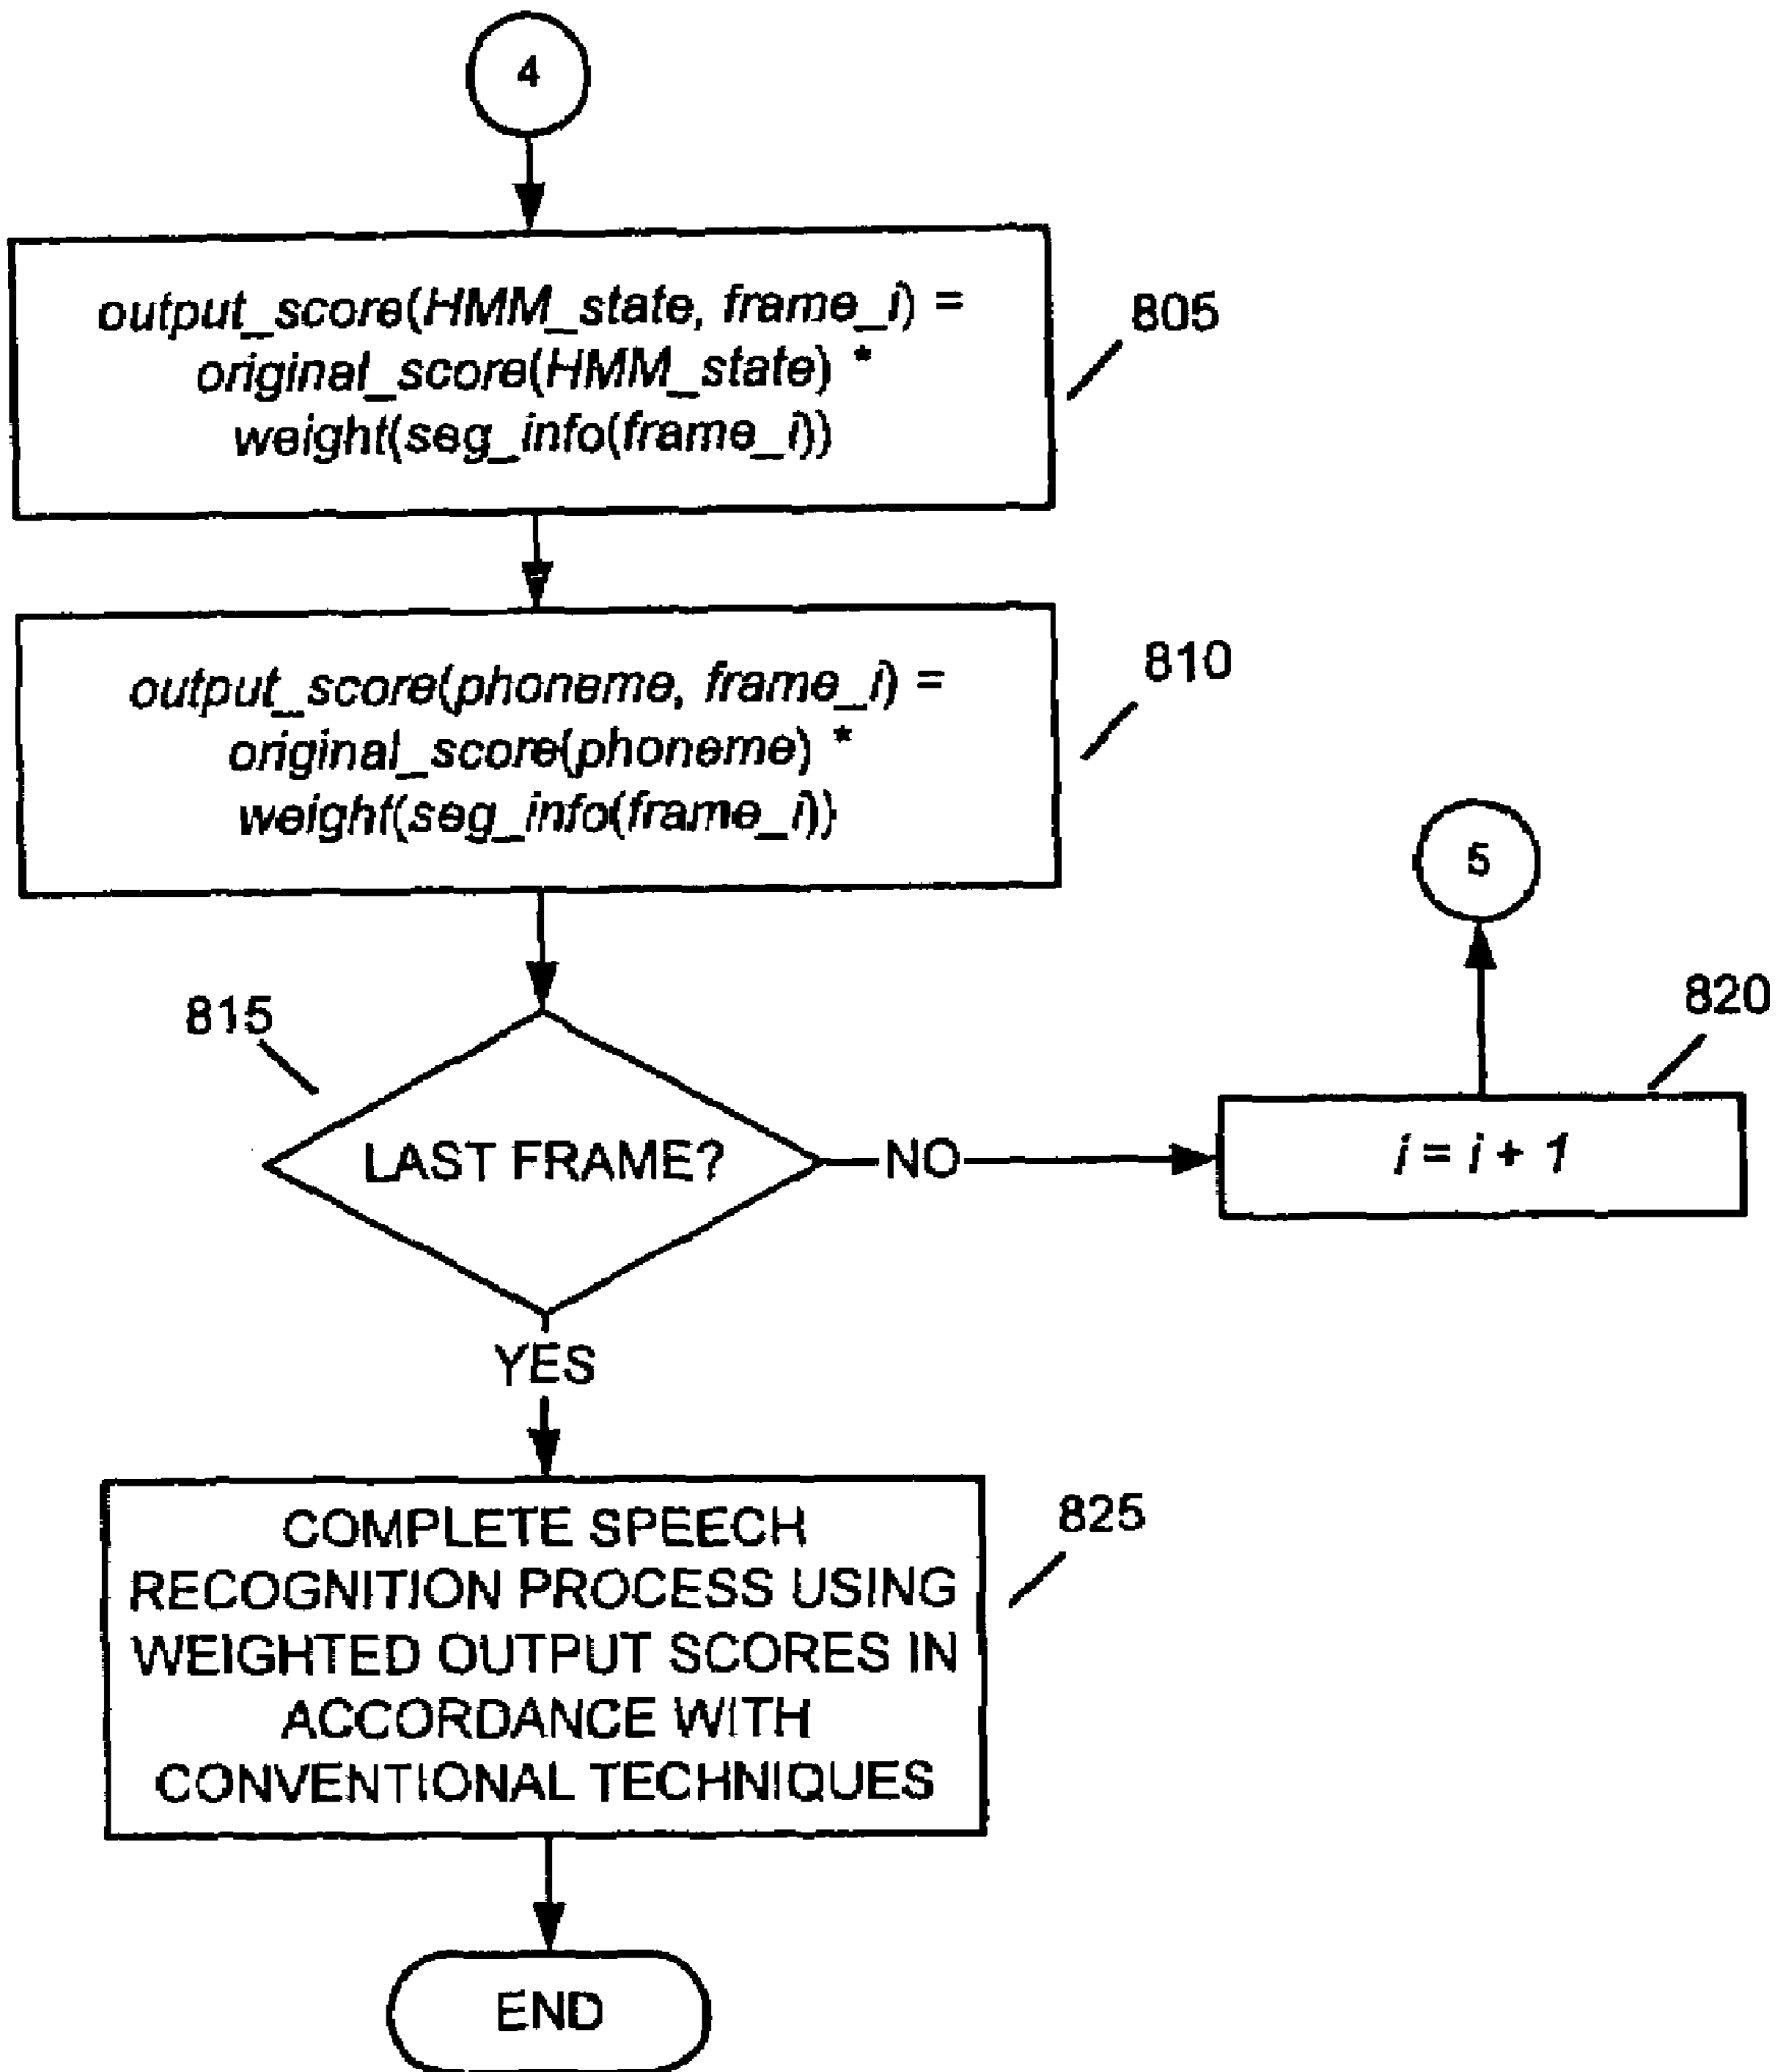 4
output_score(HMM_state, frame_i) =
original_score(HMM_state) *
weight(seg_info(frame_i))
805
output_score(phoneme, frame_i) =
original_score(phoneme) *
weight(seg_info(frame_i))
810
5
815
820
LAST FRAME?
NO
i = i + 1
YES
COMPLETE SPEECH
RECOGNITION PROCESS USING
WEIGHTED OUTPUT SCORES IN
ACCORDANCE WITH
CONVENTIONAL TECHNIQUES
825
END